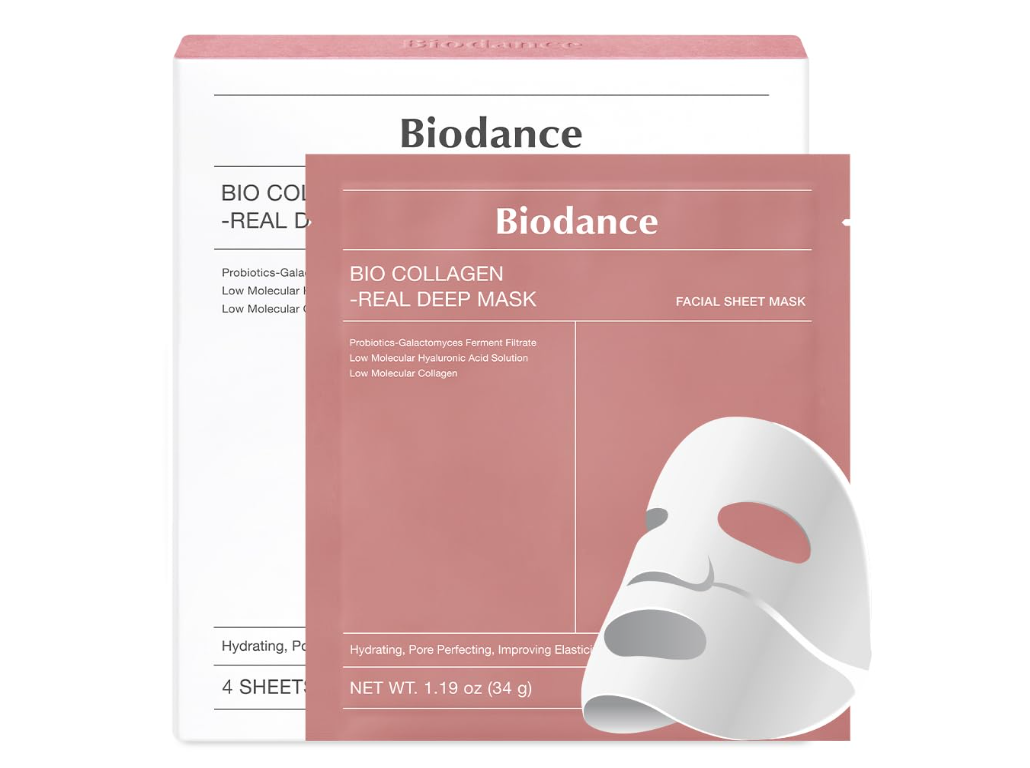 Biodance
Biodance
BIO COL
-REAL D
Probiotics-Gala
Low Molecular
Low Molecular
Hydrating, Po
4 SHEETS
Biodance
BIO COLLAGEN
-REAL DEEP MASK
FACIAL SHEET MASK
Probiotics-Galactomyces Ferment Filtrate
Low Molecular Hyaluronic Acid Solution
Low Molecular Collagen
Hydrating, Pore Perfecting, Improving Elastici
NET WT. 1.19 oz (34 g)